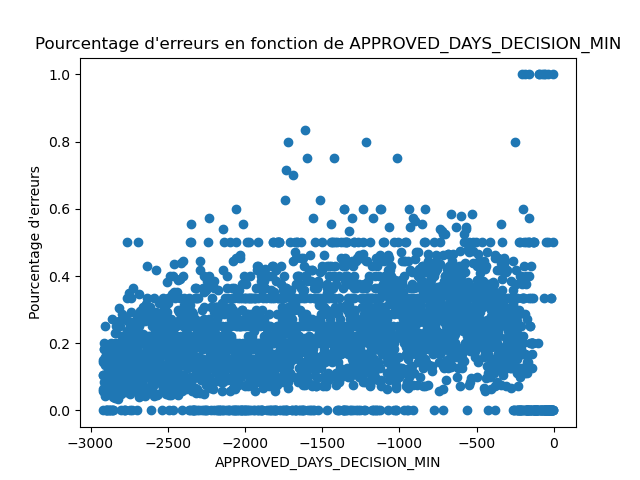 Pourcentage d'erreurs en fonction de APPROVED_DAYS_DECISION_MIN
1.0
0.8
0.6
0.4
0.2
0.0
Pourcentage d'erreurs
−3000 −2500 −2000 −1500 −1000 −500 0
APPROVED_DAYS_DECISION_MIN